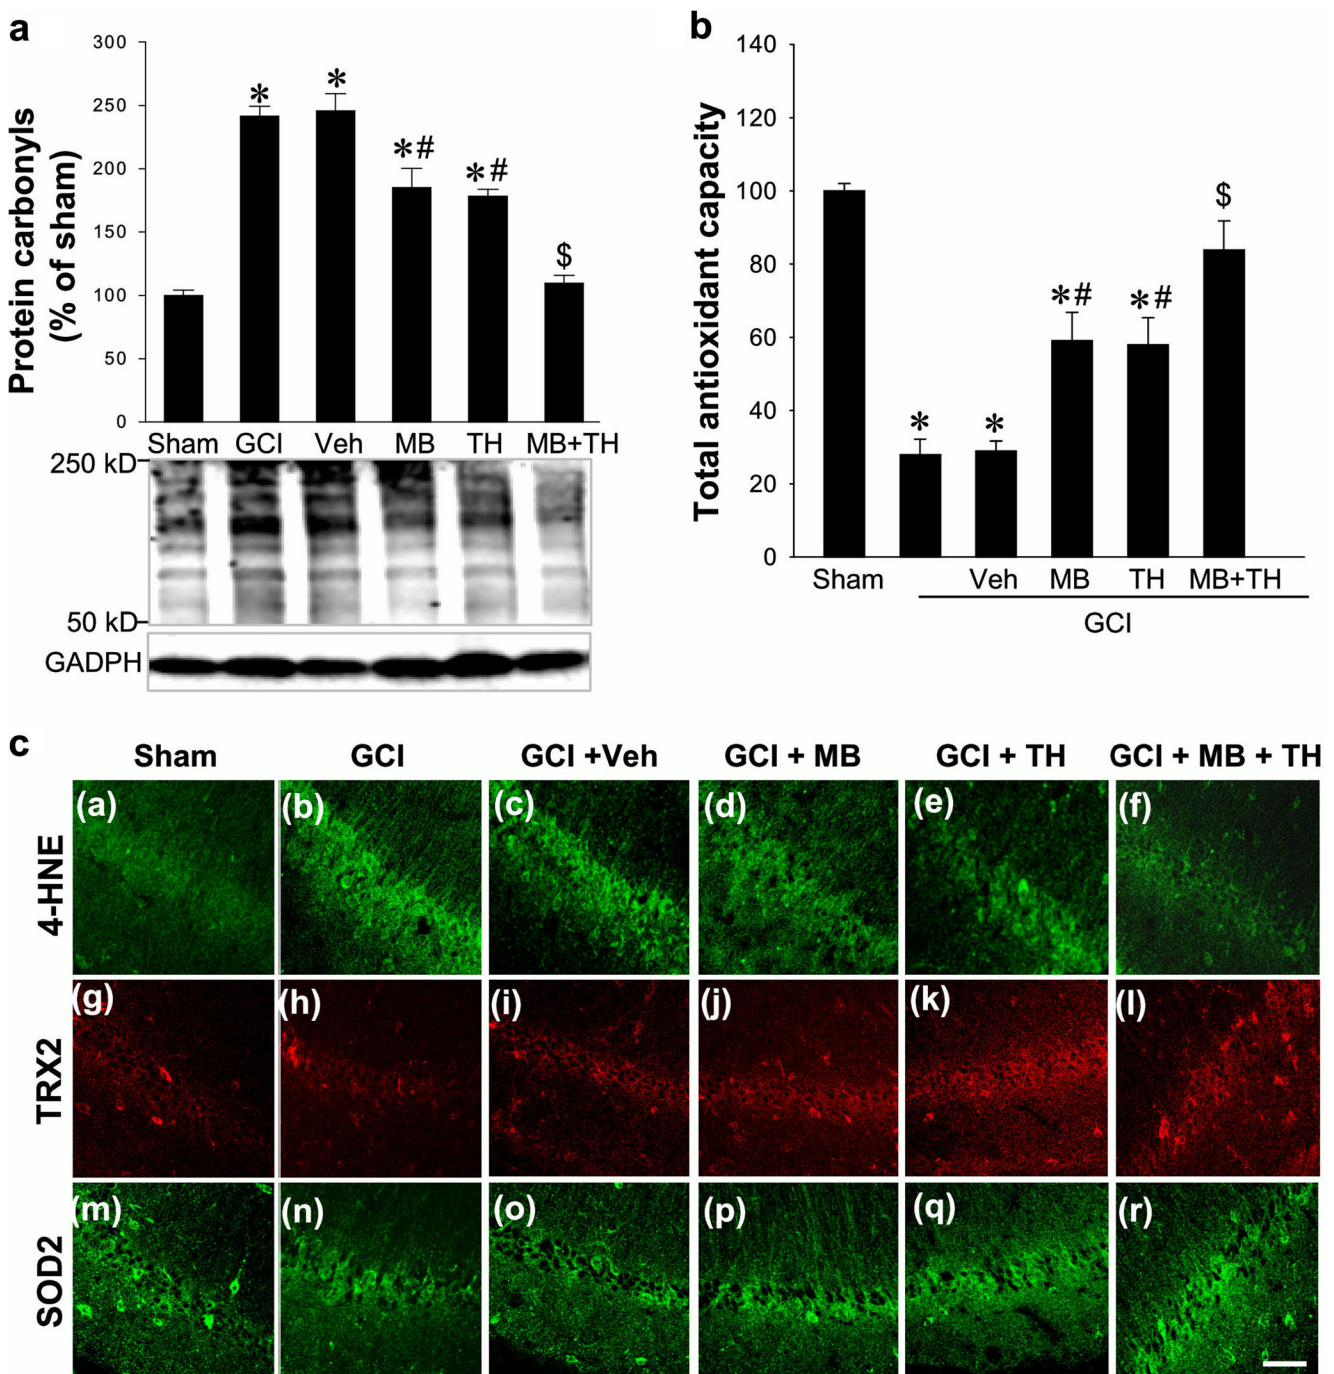 a
300
250
200
150
100
50
0
Protein carbonyls
(% of sham)
* * *# *# $
Sham GCI Veh MB TH MB+TH
250 kD
50 kD
GADPH
b
140
120
100
80
60
40
20
0
Total antioxidant capacity
* * *# *# $
Sham Veh MB TH MB+TH
GCI
c
Sham GCI GCI +Veh GCI + MB GCI + TH GCI + MB + TH
4-HNE
(a) (b) (c) (d) (e) (f)
TRX2
(g) (h) (i) (j) (k) (l)
SOD2
(m) (n) (o) (p) (q) (r)